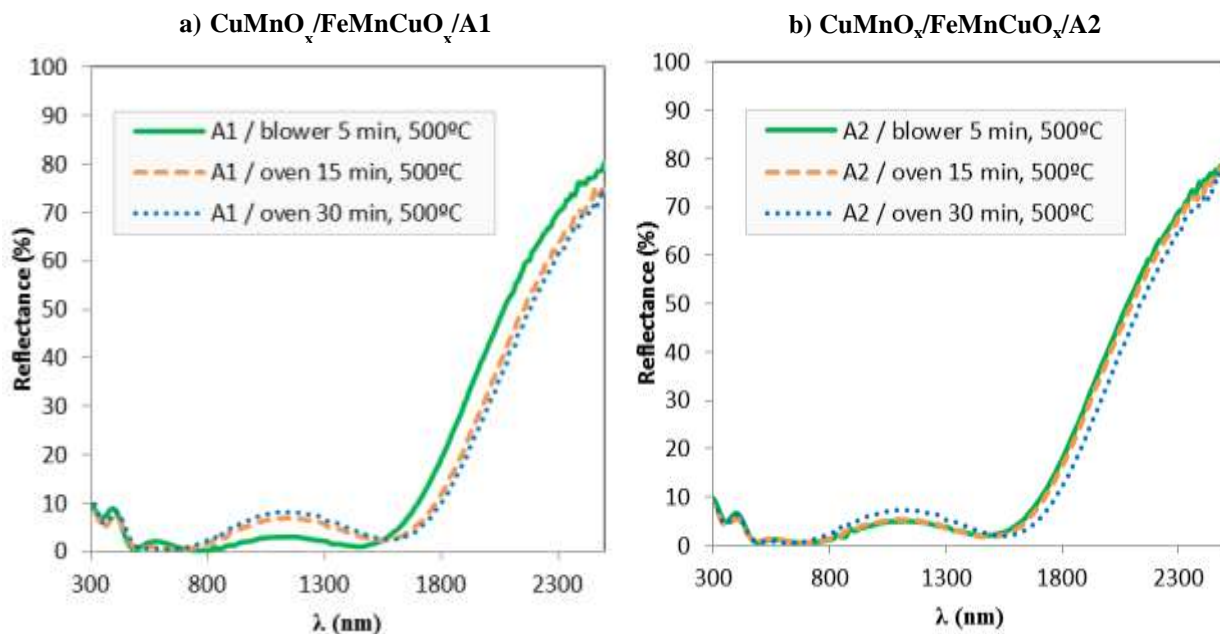 a) CuMnOₓ/FeMnCuOₓ/A1
100
90
80
70
60
50
40
30
20
10
0
Reflectance (%)
A1 / blower 5 min, 500ºC
A1 / oven 15 min, 500ºC
A1 / oven 30 min, 500ºC
300 800 1300 1800 2300
λ (nm)
b) CuMnOₓ/FeMnCuOₓ/A2
100
90
80
70
60
50
40
30
20
10
0
Reflectance (%)
A2 / blower 5 min, 500ºC
A2 / oven 15 min, 500ºC
A2 / oven 30 min, 500ºC
300 800 1300 1800 2300
λ (nm)